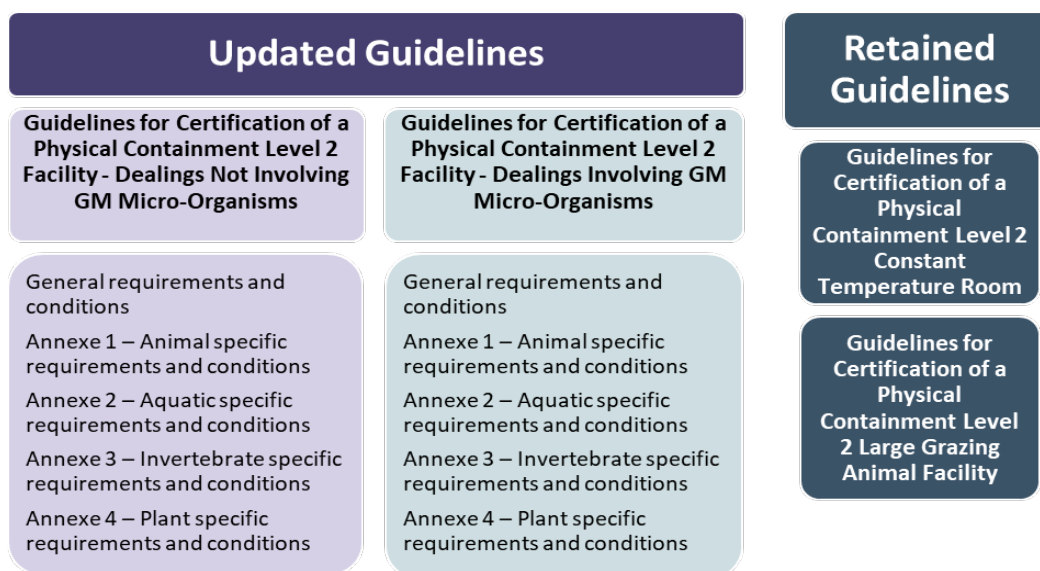 Updated Guidelines
Guidelines for Certification of a
Physical Containment Level 2
Facility - Dealings Not Involving
GM Micro-Organisms
General requirements and
conditions
Annexe 1 – Animal specific
requirements and conditions
Annexe 2 – Aquatic specific
requirements and conditions
Annexe 3 – Invertebrate specific
requirements and conditions
Annexe 4 – Plant specific
requirements and conditions
Guidelines for Certification of a
Physical Containment Level 2
Facility - Dealings Involving GM
Micro-Organisms
General requirements and
conditions
Annexe 1 – Animal specific
requirements and conditions
Annexe 2 – Aquatic specific
requirements and conditions
Annexe 3 – Invertebrate specific
requirements and conditions
Annexe 4 – Plant specific
requirements and conditions
Retained
Guidelines
Guidelines for
Certification of a
Physical
Containment Level 2
Constant
Temperature Room
Guidelines for
Certification of a
Physical
Containment Level
2 Large Grazing
Animal Facility